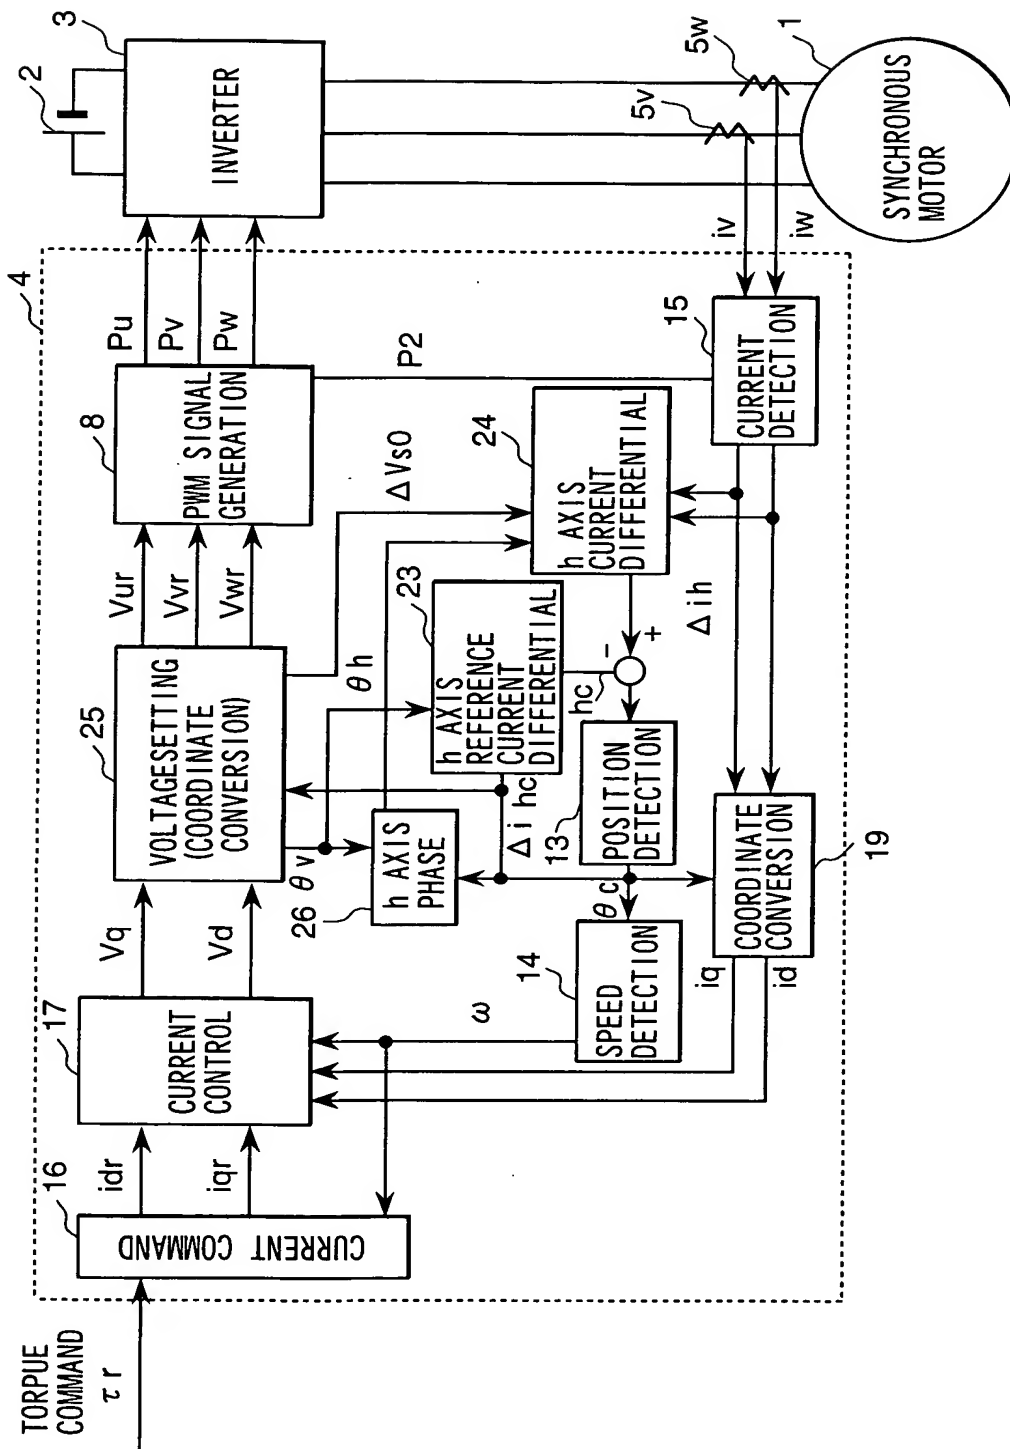 TORPUE
COMMAND
τr
16
CURRENT COMMAND
idr
iqr
17
CURRENT
CONTROL
Vq
Vd
25
VOLTAGESETTING
(COORDINATE
CONVERSION)
Vur
Vvr
Vwr
8
PWM SIGNAL
GENERATION
Pu
Pv
Pw
4
3
2
INVERTER
θv
θh
ΔVs0
P2
26
h AXIS
PHASE
23
h AXIS
REFERENCE
CURRENT
DIFFERENTIAL
24
h AXIS
CURRENT
DIFFERENTIAL
Δihc
hc
-
+
Δih
ω
14
SPEED
DETECTION
θc
13
POSITION
DETECTION
iq
id
COORDINATE
CONVERSION
19
15
CURRENT
DETECTION
iv
iw
5v
5w
1
SYNCHRONOUS
MOTOR